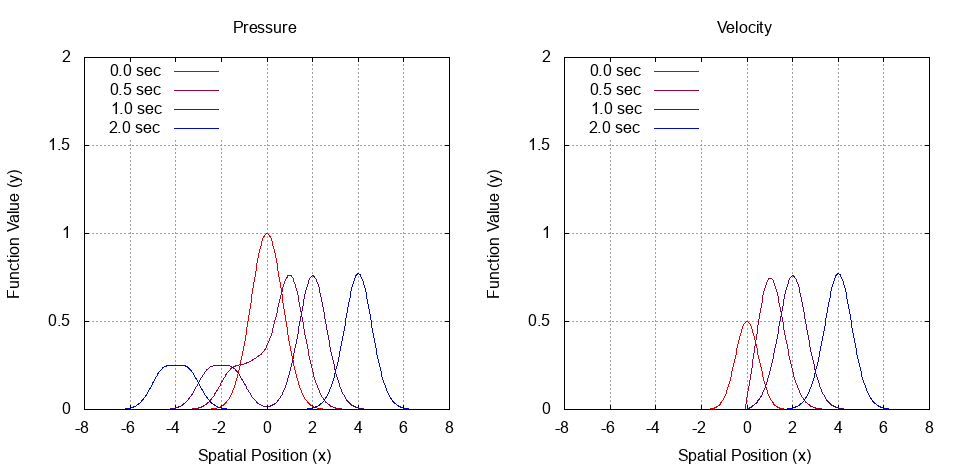 Pressure
2
1.5
1
0.5
0
-8 -6 -4 -2 0 2 4 6 8
Function Value (y)
Spatial Position (x)
0.0 sec
0.5 sec
1.0 sec
2.0 sec
Velocity
2
1.5
1
0.5
0
-8 -6 -4 -2 0 2 4 6 8
Function Value (y)
Spatial Position (x)
0.0 sec
0.5 sec
1.0 sec
2.0 sec